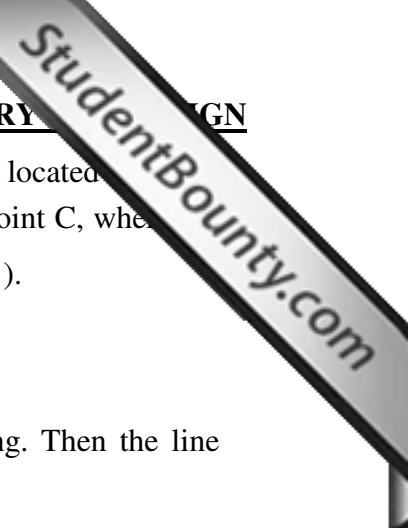 StudentBounty.com
RY IGN
located
oint C, whe
).
ng. Then the line